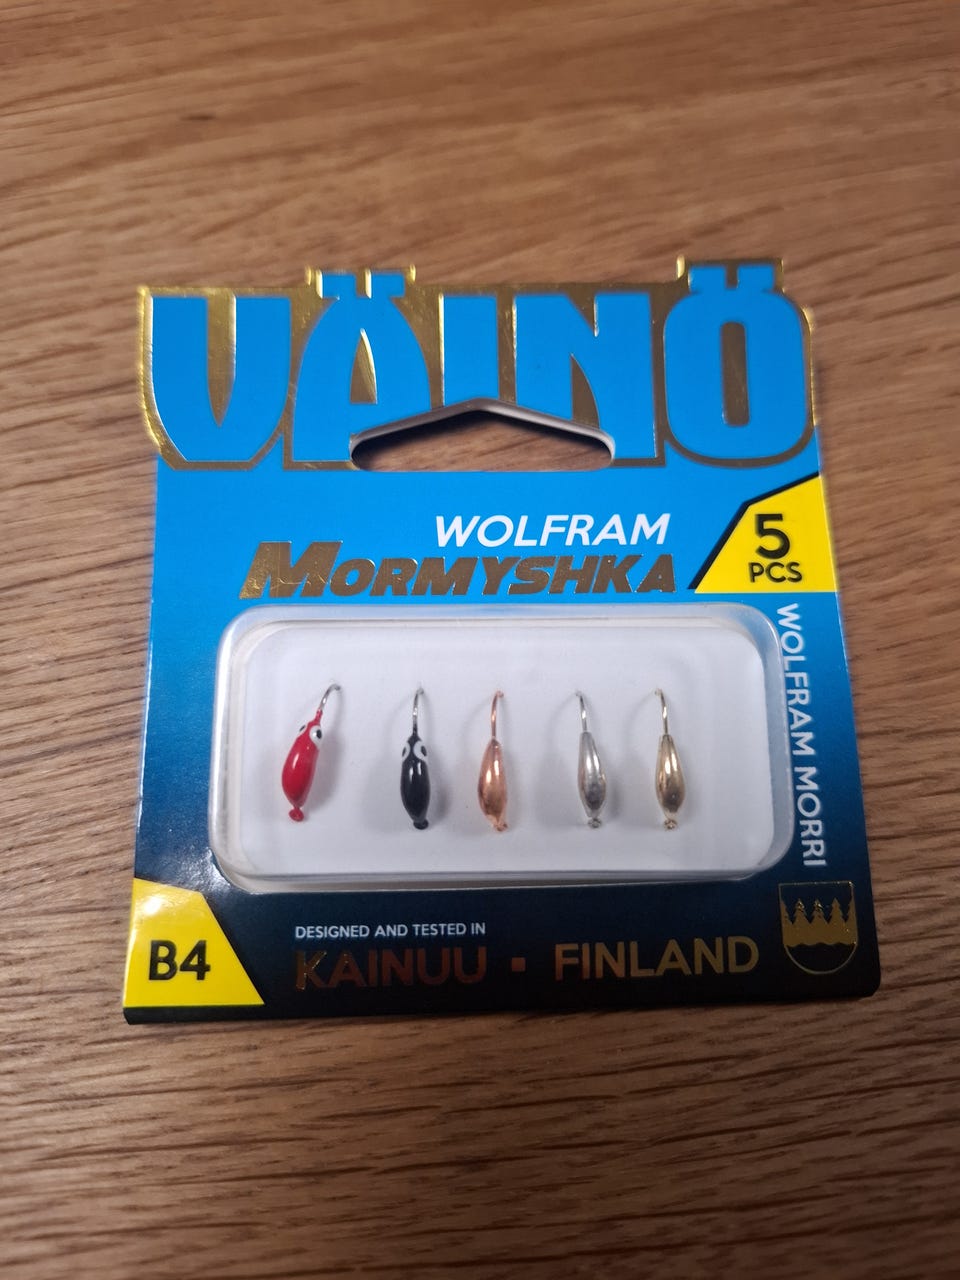 VÄINÖ
WOLFRAM
MORMYSHKA
5
PCS
WOLFRAM MORRI
B4
DESIGNED AND TESTED IN
KAINUU · FINLAND